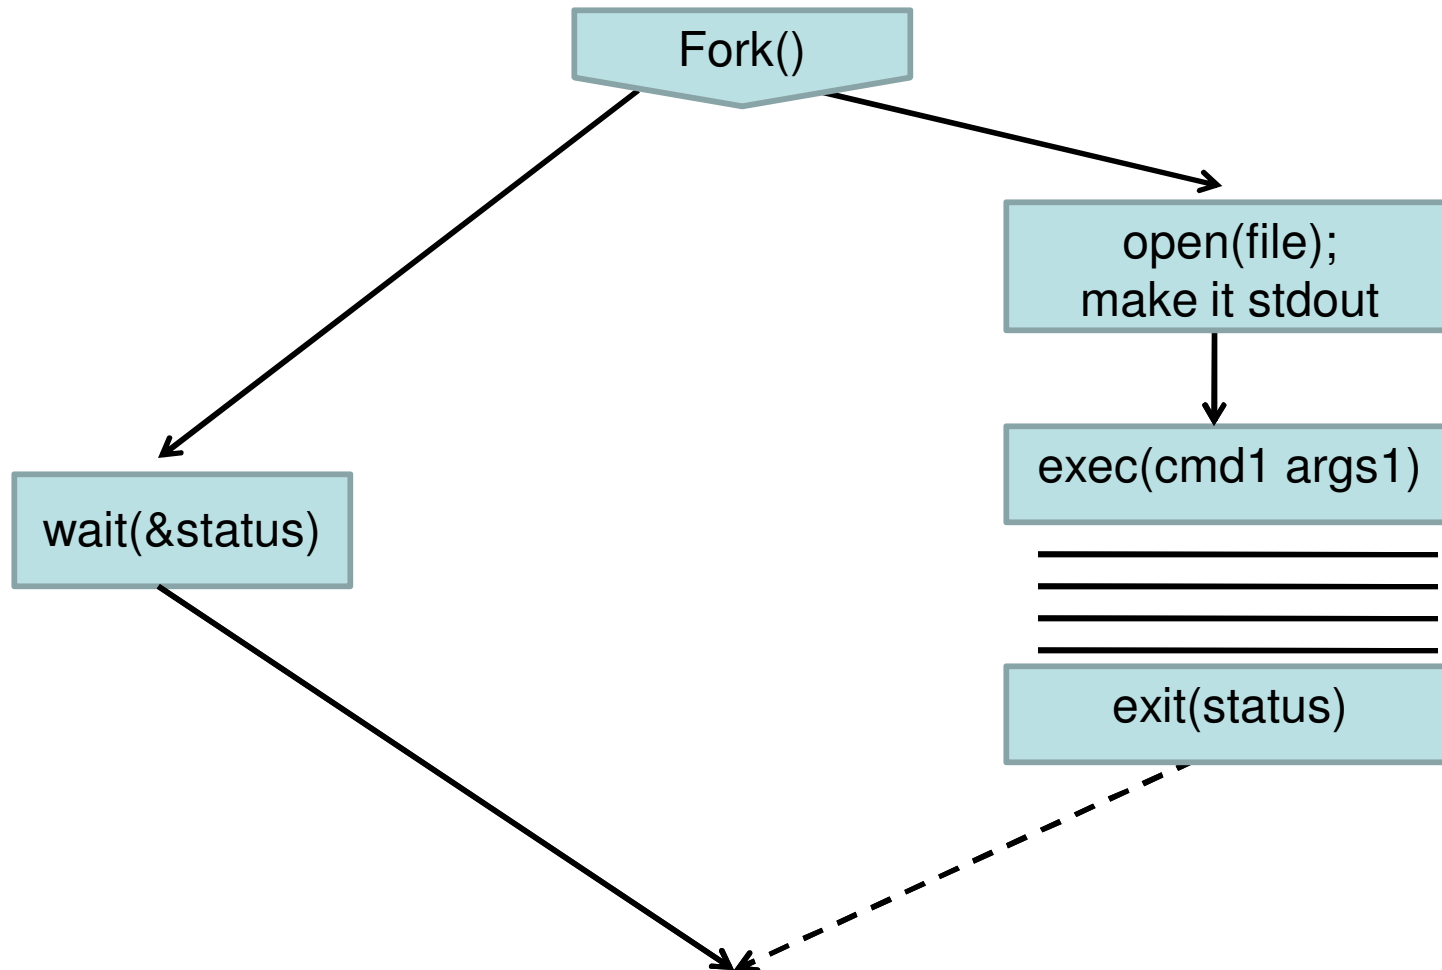 Fork()
open(file);
make it stdout
exec(cmd1 args1)
wait(&status)
exit(status)